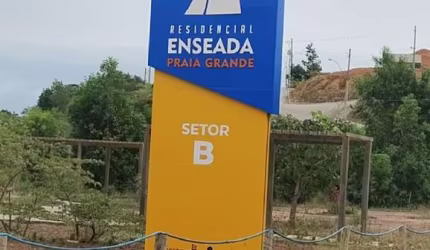 RESIDENCIAL
ENSEADA
PRAIA GRANDE
SETOR
B